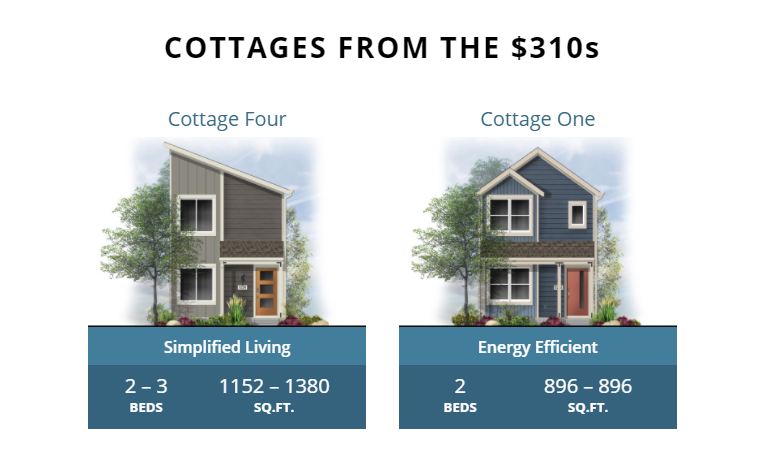 COTTAGES FROM THE $310s
Cottage Four
Simplified Living
2 – 3
BEDS
1152 – 1380
SQ.FT.
Cottage One
Energy Efficient
2
BEDS
896 – 896
SQ.FT.